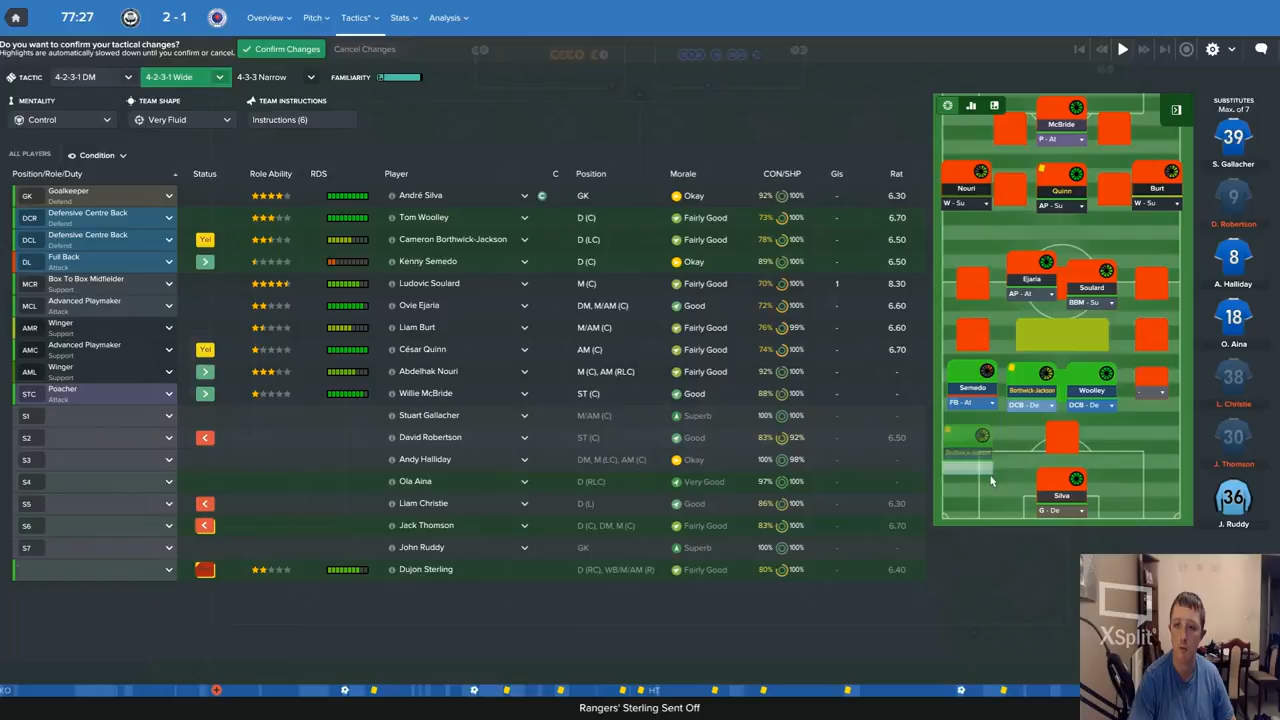 77:27 2 - 1 Overview Pitch Tactics* Stats Analysis
Do you want to confirm your tactical changes?
Highlights are automatically slowed down until you confirm or cancel.
Confirm Changes Cancel Changes
TACTIC 4-2-3-1 DM 4-2-3-1 Wide 4-3-3 Narrow FAMILIARITY
MENTALITY TEAM SHAPE TEAM INSTRUCTIONS
Control Very Fluid Instructions (6)
ALL PLAYERS Condition
Position/Role/Duty Status Role Ability RDS Player C Position Morale CON/SHP Gls Rat
GK Goalkeeper Defend André Silva C GK Okay 92% 100% - 6.30
DCR Defensive Centre Back Defend Tom Woolley D (C) Fairly Good 73% 100% - 6.70
DCL Defensive Centre Back Defend Yel Cameron Borthwick-Jackson D (LC) Fairly Good 78% 100% - 6.50
DL Full Back Attack Kenny Semedo D (C) Okay 89% 100% - 6.50
MCR Box To Box Midfielder Support Ludovic Soulard M (C) Fairly Good 70% 100% 1 8.30
MCL Advanced Playmaker Attack Ovie Ejaria DM, M/AM (C) Good 72% 100% - 6.60
AMR Winger Support Liam Burt M/AM (C) Fairly Good 76% 99% - 6.60
AMC Advanced Playmaker Support Yel César Quinn AM (C) Fairly Good 74% 100% - 6.70
AML Winger Support Abdelhak Nouri M (C), AM (RLC) Fairly Good 92% 100% - -
STC Poacher Attack Willie McBride ST (C) Good 88% 100% - -
S1 Stuart Gallacher M/AM (C) Superb 100% 100% - -
S2 David Robertson ST (C) Good 83% 92% - 6.50
S3 Andy Halliday DM, M (LC), AM (C) Okay 100% 98% - -
S4 Ola Aina D (RLC) Very Good 97% 100% - -
S5 Liam Christie D (L) Good 86% 100% - 6.30
S6 Jack Thomson D (C), DM, M (C) Fairly Good 83% 100% - 6.70
S7 John Ruddy GK Superb 100% 100% - -
- Dujon Sterling D (RC), WB/M/AM (R) Fairly Good 80% 100% - 6.40
McBride
P - At
Nouri Quinn Burt
W - Su AP - Su W - Su
Ejaria Soulard
AP - At BBM - Su
Semedo Borthwick-Jackson Woolley
FB - At DCB - De DCB - De -
Borthwick-Jackson
Silva
G - De
SUBSTITUTES
Max. of 7
39
S. Gallacher
9
D. Robertson
8
A. Halliday
18
O. Aina
38
L. Christie
30
J. Thomson
36
J. Ruddy
XSplit
KO HT
Rangers' Sterling Sent Off